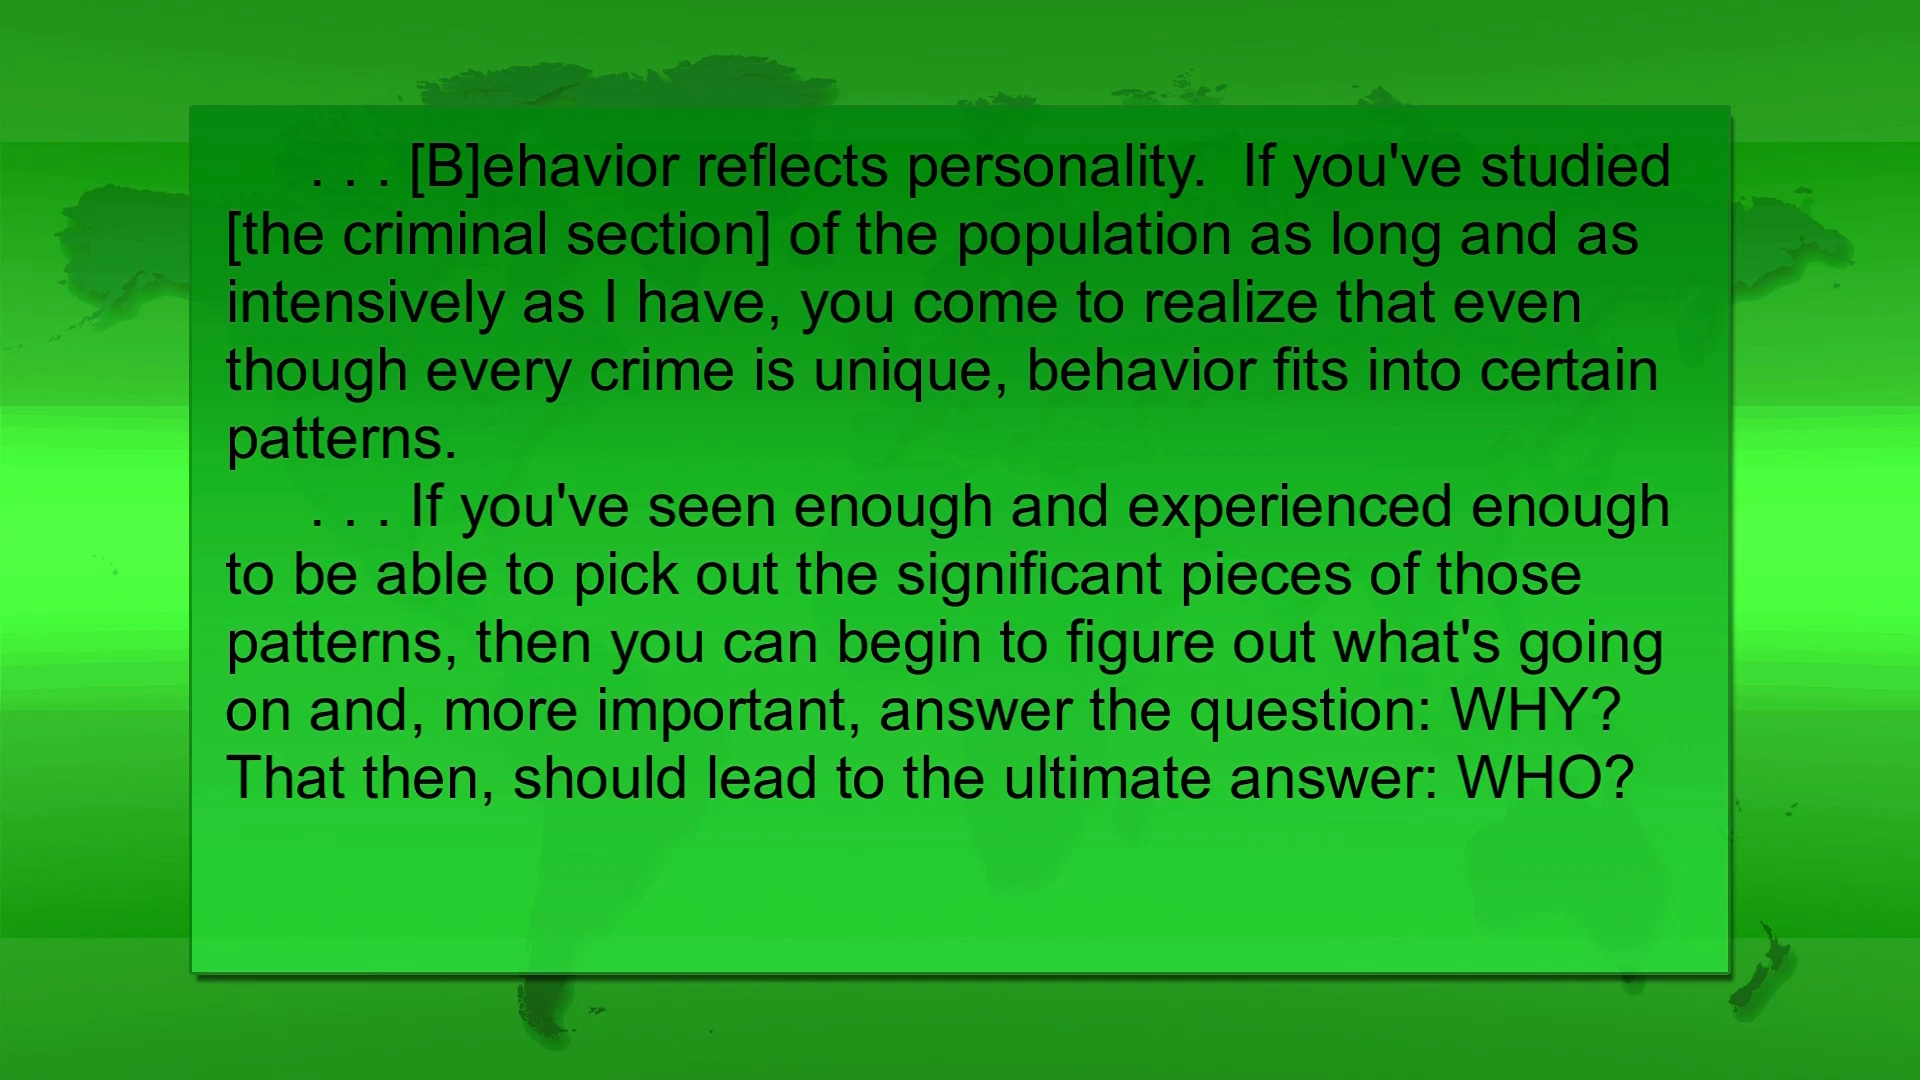 . . . [B]ehavior reflects personality.  If you've studied
[the criminal section] of the population as long and as
intensively as I have, you come to realize that even
though every crime is unique, behavior fits into certain
patterns.
. . . If you've seen enough and experienced enough
to be able to pick out the significant pieces of those
patterns, then you can begin to figure out what's going
on and, more important, answer the question: WHY?
That then, should lead to the ultimate answer: WHO?